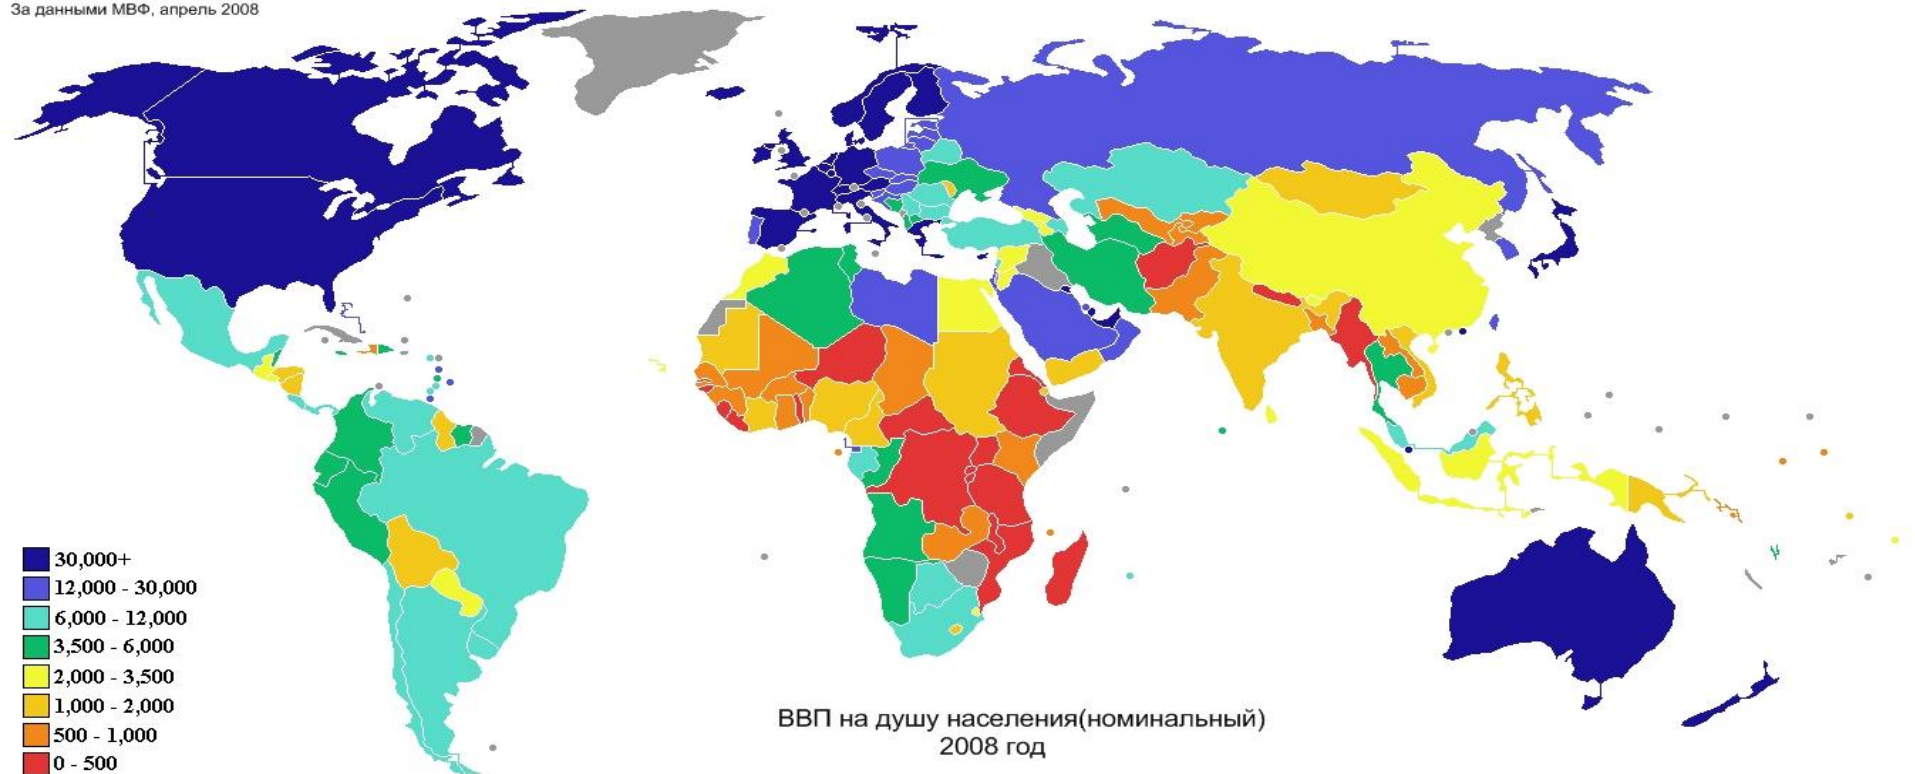 За данными МВФ, апрель 2008
30,000+
12,000 - 30,000
6,000 - 12,000
3,500 - 6,000
2,000 - 3,500
1,000 - 2,000
500 - 1,000
0 - 500
ВВП на душу населения(номинальный)
2008 год